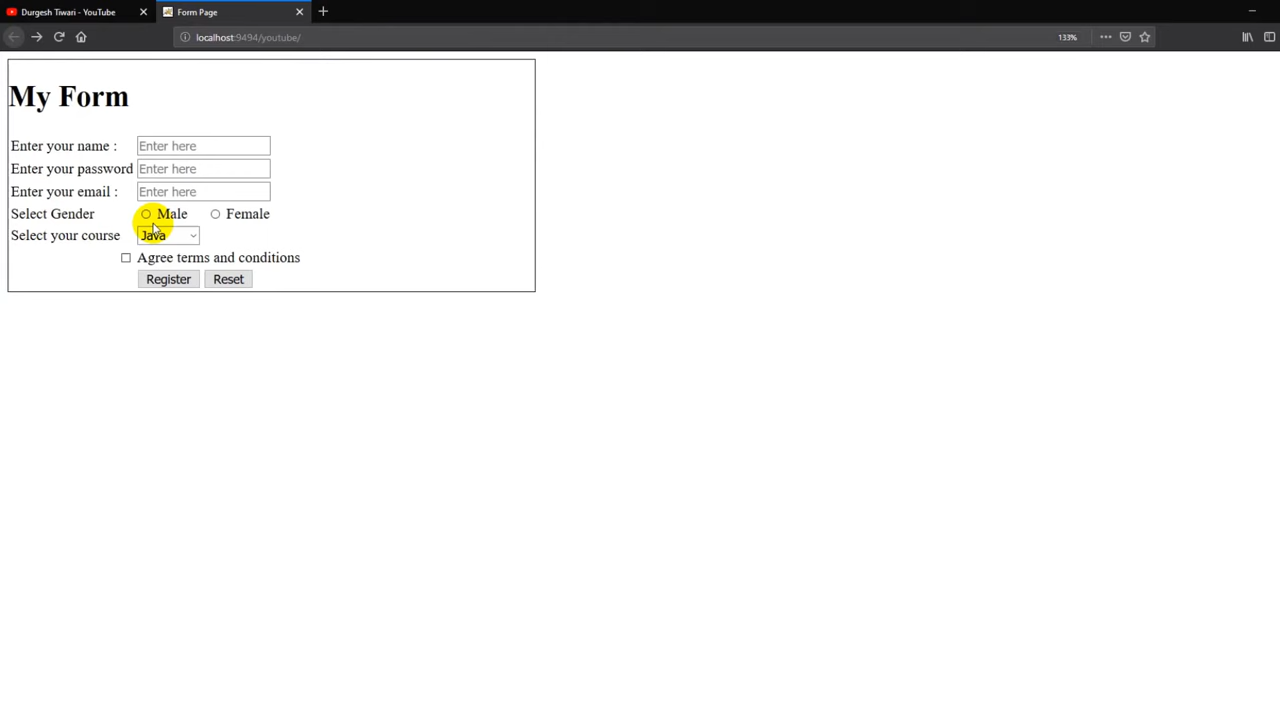 Durgesh Tiwari - YouTube
Form Page
localhost:9494/youtube/
133%
My Form
Enter your name :
Enter here
Enter your password
Enter here
Enter your email :
Enter here
Select Gender
Male
Female
Select your course
Java
Agree terms and conditions
Register
Reset